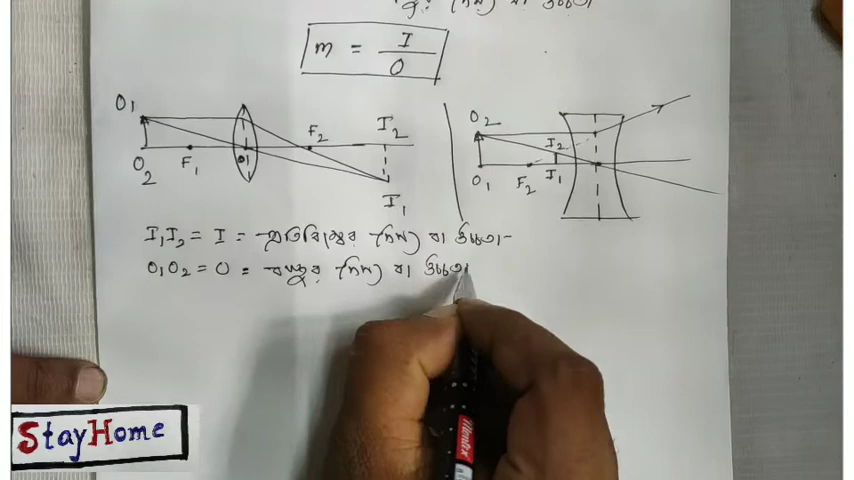 m = I/O
O1
O2
F1
O1
F2
I2
I1
O2
O1
F2
I2
I1
I1I2 = I = প্রতিবিম্বের দৈর্ঘ্য বা উচ্চতা
O1O2 = O = বস্তুর দৈর্ঘ্য বা উচ্চতা
StayHome